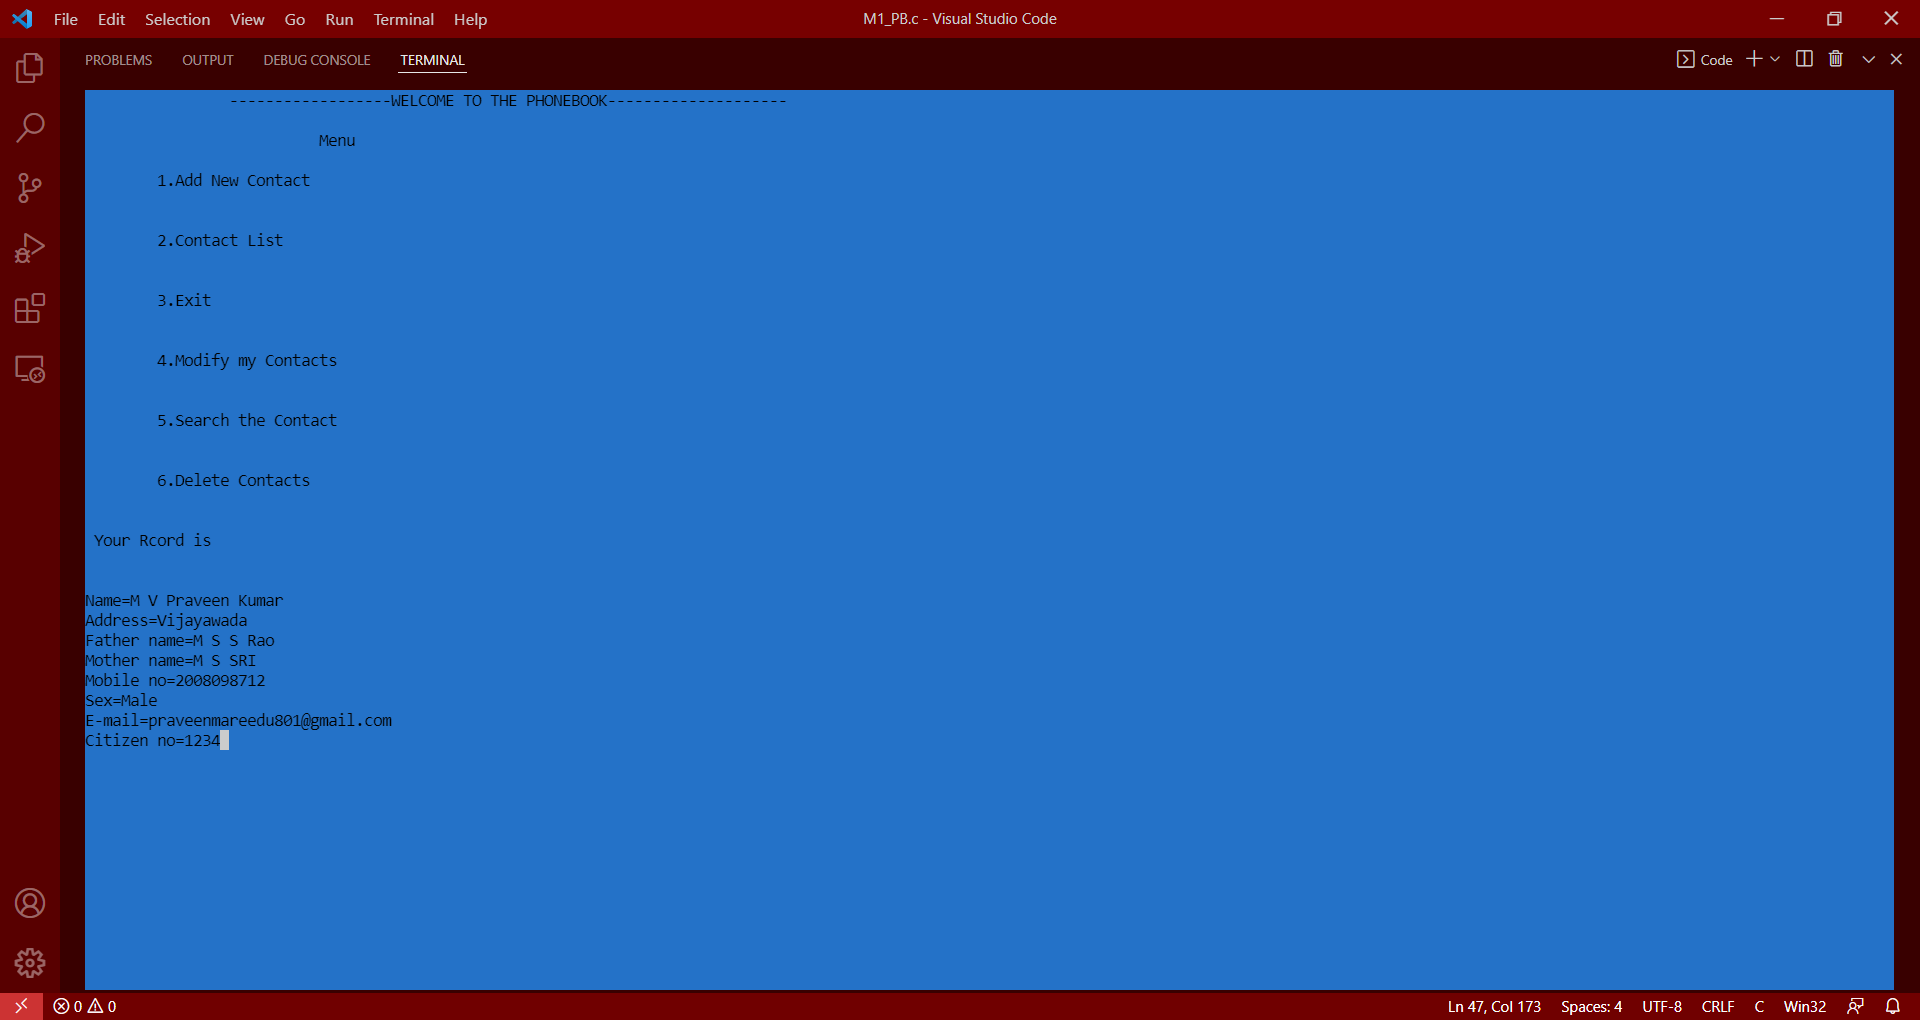 File Edit Selection View Go Run Terminal Help
M1_PB.c - Visual Studio Code
PROBLEMS OUTPUT DEBUG CONSOLE TERMINAL
Code
------------------WELCOME TO THE PHONEBOOK--------------------
Menu
1.Add New Contact
2.Contact List
3.Exit
4.Modify my Contacts
5.Search the Contact
6.Delete Contacts
Your Rcord is
Name=M V Praveen Kumar
Address=Vijayawada
Father name=M S S Rao
Mother name=M S SRI
Mobile no=2008098712
Sex=Male
E-mail=praveenmareedu801@gmail.com
Citizen no=1234
0 0
Ln 47, Col 173 Spaces: 4 UTF-8 CRLF C Win32